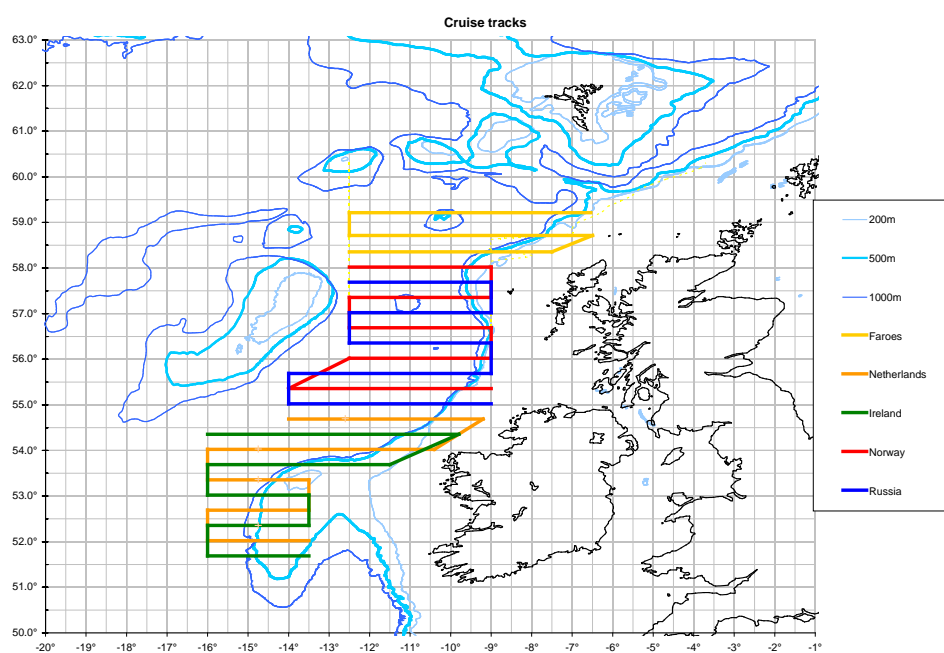 Cruise tracks
63.0°
62.0°
61.0°
60.0°
59.0°
58.0°
57.0°
56.0°
55.0°
54.0°
53.0°
52.0°
51.0°
50.0°
-20 -19 -18 -17 -16 -15 -14 -13 -12 -11 -10 -9 -8 -7 -6 -5 -4 -3 -2 -1
200m
500m
1000m
Faroes
Netherlands
Ireland
Norway
Russia